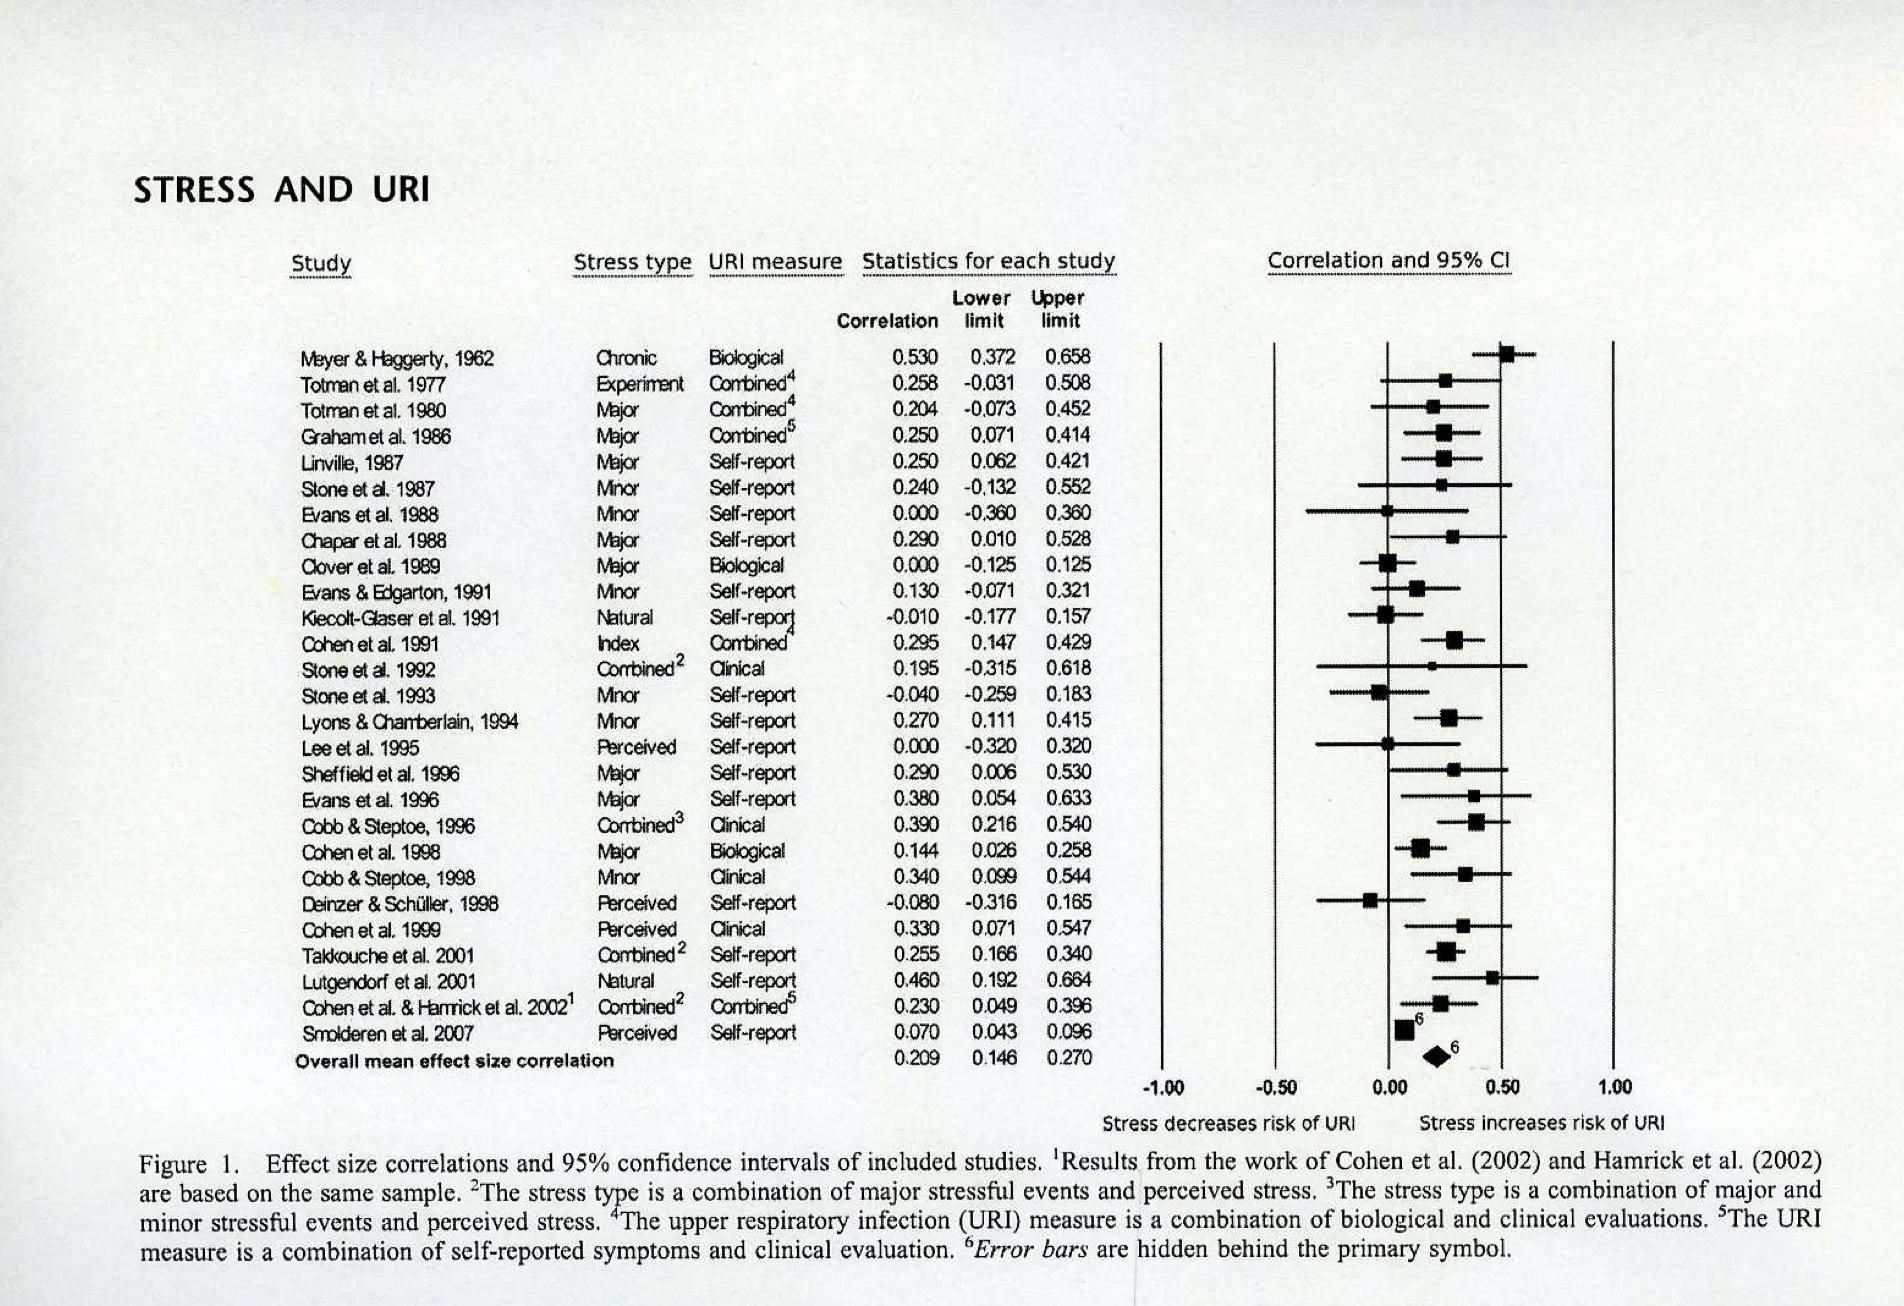 STRESS AND URI
Study Stress type URI measure Statistics for each study Correlation and 95% CI
Lower Upper
Correlation limit limit
Meyer & Haggerty, 1962 Chronic Biological 0.530 0.372 0.658
Totman et al. 1977 Experiment Combined⁴ 0.258 -0.031 0.508
Totman et al. 1980 Major Combined⁴ 0.204 -0.073 0.452
Graham et al. 1986 Major Combined⁵ 0.250 0.071 0.414
Linville, 1987 Major Self-report 0.250 0.062 0.421
Stone et al. 1987 Minor Self-report 0.240 -0.132 0.552
Evans et al. 1988 Minor Self-report 0.000 -0.360 0.360
Chapar et al. 1988 Major Self-report 0.290 0.010 0.528
Clover et al. 1989 Major Biological 0.000 -0.125 0.125
Evans & Edgarton, 1991 Minor Self-report 0.130 -0.071 0.321
Kiecolt-Glaser et al. 1991 Natural Self-report -0.010 -0.177 0.157
Cohen et al. 1991 Index Combined⁴ 0.295 0.147 0.429
Stone et al. 1992 Combined² Clinical 0.195 -0.315 0.618
Stone et al. 1993 Minor Self-report -0.040 -0.259 0.183
Lyons & Chamberlain, 1994 Minor Self-report 0.270 0.111 0.415
Lee et al. 1995 Perceived Self-report 0.000 -0.320 0.320
Sheffield et al. 1996 Major Self-report 0.290 0.006 0.530
Evans et al. 1996 Major Self-report 0.380 0.054 0.633
Cobb & Steptoe, 1996 Combined³ Clinical 0.390 0.216 0.540
Cohen et al. 1998 Major Biological 0.144 0.026 0.258
Cobb & Steptoe, 1998 Minor Clinical 0.340 0.099 0.544
Deinzer & Schüller, 1998 Perceived Self-report -0.080 -0.316 0.165
Cohen et al. 1999 Perceived Clinical 0.330 0.071 0.547
Takkouche et al. 2001 Combined² Self-report 0.255 0.166 0.340
Lutgendorf et al. 2001 Natural Self-report 0.460 0.192 0.664
Cohen et al. & Hamrick et al. 2002¹ Combined² Combined⁵ 0.230 0.049 0.396
Smolderen et al. 2007 Perceived Self-report 0.070 0.043 0.096 6
Overall mean effect size correlation 0.209 0.146 0.270 6
-1.00 -0.50 0.00 0.50 1.00
Stress decreases risk of URI Stress increases risk of URI
Figure 1. Effect size correlations and 95% confidence intervals of included studies. ¹Results from the work of Cohen et al. (2002) and Hamrick et al. (2002)
are based on the same sample. ²The stress type is a combination of major stressful events and perceived stress. ³The stress type is a combination of major and
minor stressful events and perceived stress. ⁴The upper respiratory infection (URI) measure is a combination of biological and clinical evaluations. ⁵The URI
measure is a combination of self-reported symptoms and clinical evaluation. ⁶Error bars are hidden behind the primary symbol.